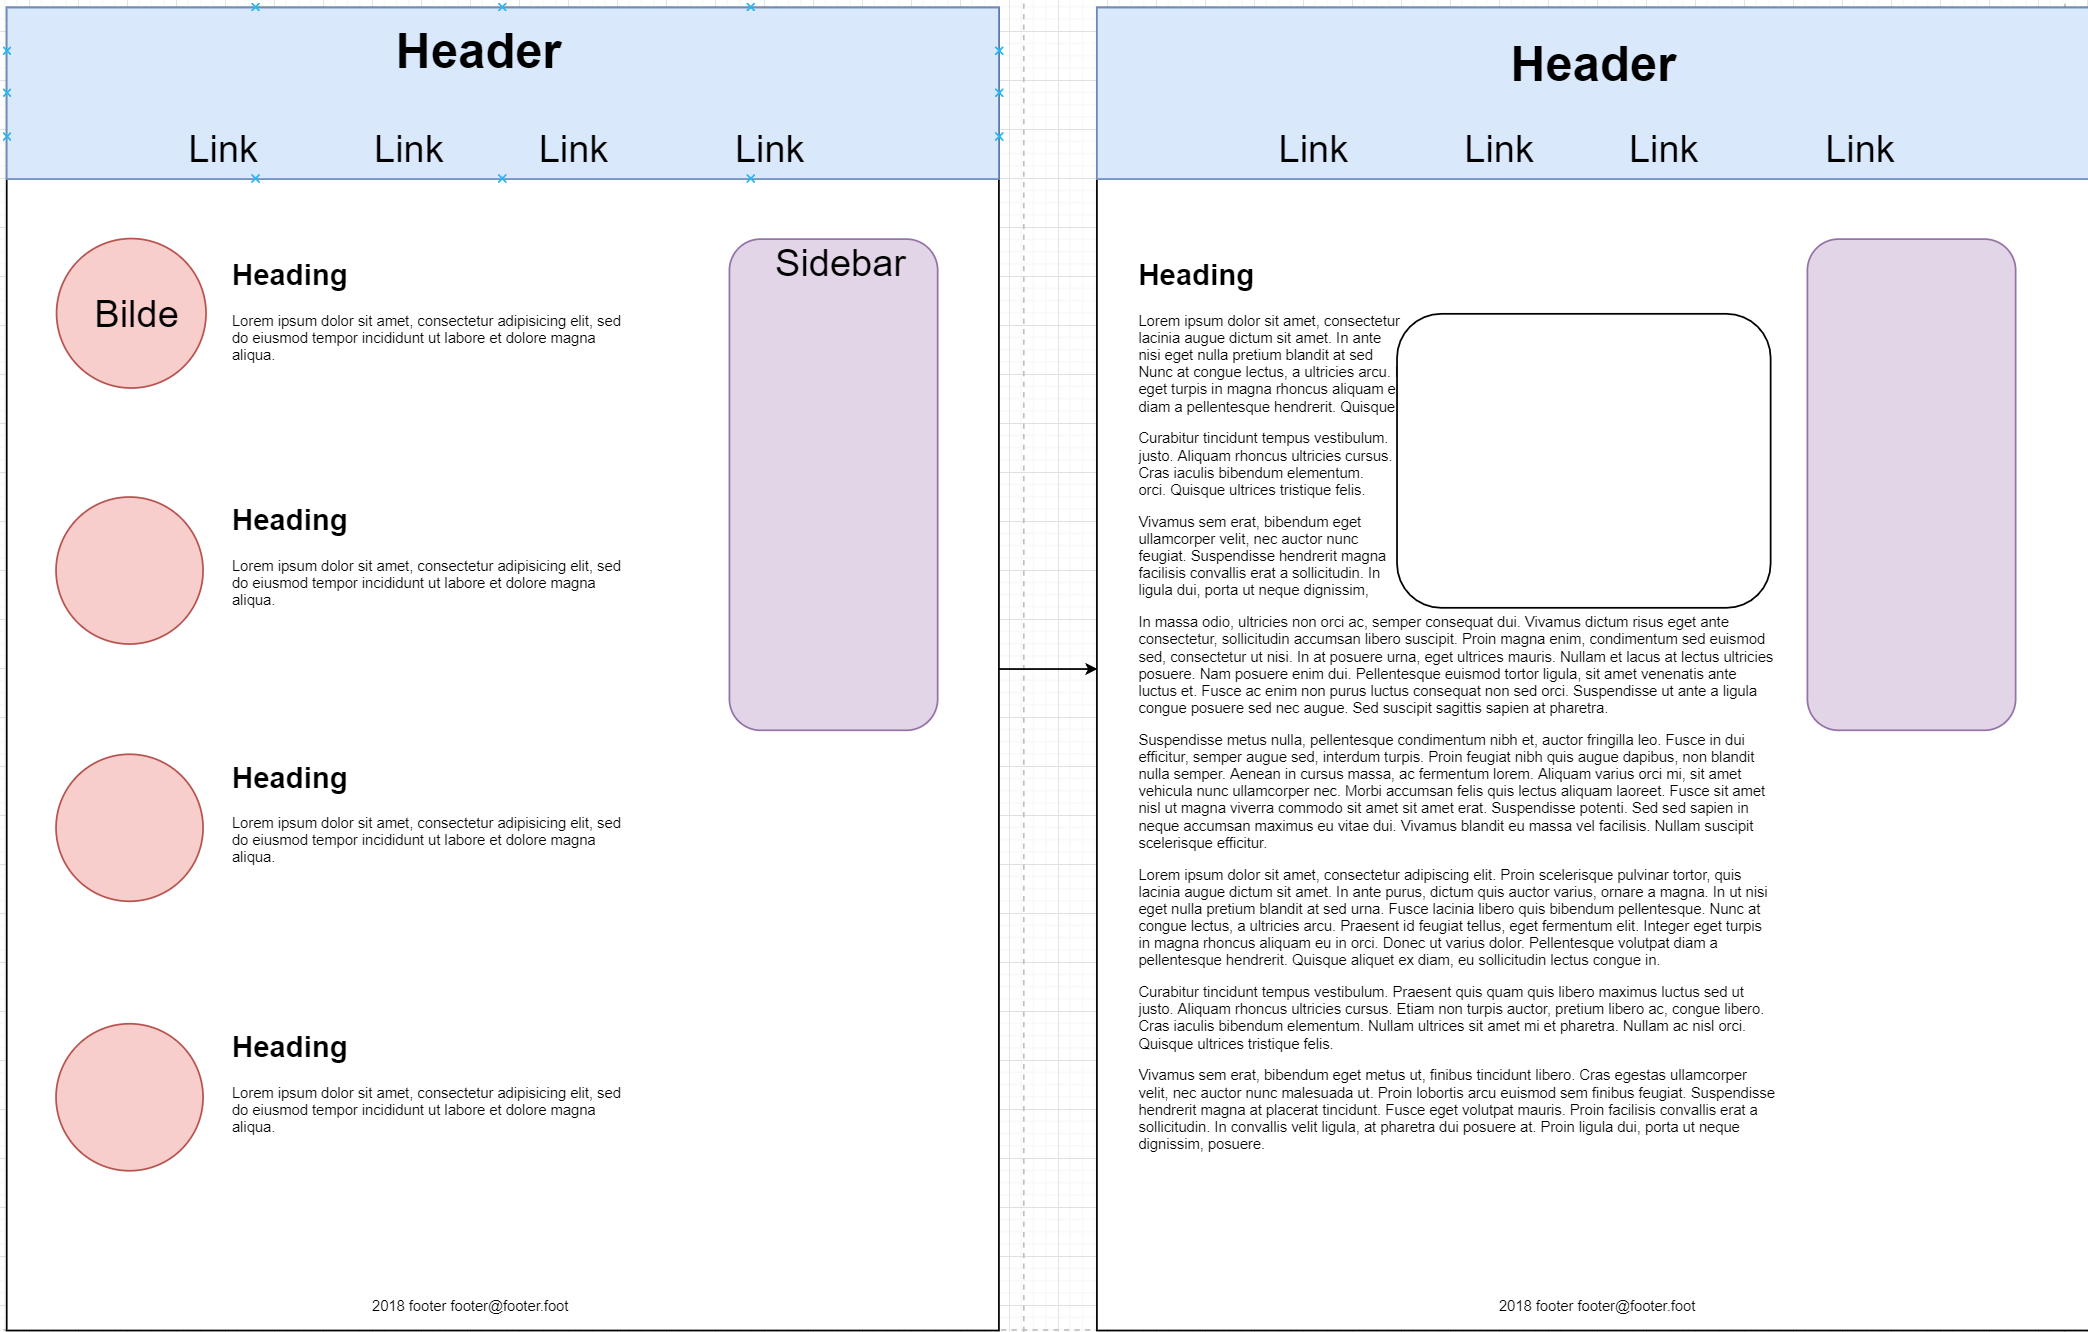 Header
Link Link Link Link
Bilde
Heading
Lorem ipsum dolor sit amet, consectetur adipisicing elit, sed
do eiusmod tempor incididunt ut labore et dolore magna
aliqua.
Sidebar
Heading
Lorem ipsum dolor sit amet, consectetur adipisicing elit, sed
do eiusmod tempor incididunt ut labore et dolore magna
aliqua.
Heading
Lorem ipsum dolor sit amet, consectetur adipisicing elit, sed
do eiusmod tempor incididunt ut labore et dolore magna
aliqua.
Heading
Lorem ipsum dolor sit amet, consectetur adipisicing elit, sed
do eiusmod tempor incididunt ut labore et dolore magna
aliqua.
2018 footer footer@footer.foot
Header
Link Link Link Link
Heading
Lorem ipsum dolor sit amet, consectetur
lacinia augue dictum sit amet. In ante
nisi eget nulla pretium blandit at sed
Nunc at congue lectus, a ultricies arcu.
eget turpis in magna rhoncus aliquam e
diam a pellentesque hendrerit. Quisque
Curabitur tincidunt tempus vestibulum.
justo. Aliquam rhoncus ultricies cursus.
Cras iaculis bibendum elementum.
orci. Quisque ultrices tristique felis.
Vivamus sem erat, bibendum eget
ullamcorper velit, nec auctor nunc
feugiat. Suspendisse hendrerit magna
facilisis convallis erat a sollicitudin. In
ligula dui, porta ut neque dignissim,
In massa odio, ultricies non orci ac, semper consequat dui. Vivamus dictum risus eget ante
consectetur, sollicitudin accumsan libero suscipit. Proin magna enim, condimentum sed euismod
sed, consectetur ut nisi. In at posuere urna, eget ultrices mauris. Nullam et lacus at lectus ultricies
posuere. Nam posuere enim dui. Pellentesque euismod tortor ligula, sit amet venenatis ante
luctus et. Fusce ac enim non purus luctus consequat non sed orci. Suspendisse ut ante a ligula
congue posuere sed nec augue. Sed suscipit sagittis sapien at pharetra.
Suspendisse metus nulla, pellentesque condimentum nibh et, auctor fringilla leo. Fusce in dui
efficitur, semper augue sed, interdum turpis. Proin feugiat nibh quis augue dapibus, non blandit
nulla semper. Aenean in cursus massa, ac fermentum lorem. Aliquam varius orci mi, sit amet
vehicula nunc ullamcorper nec. Morbi accumsan felis quis lectus aliquam laoreet. Fusce sit amet
nisl ut magna viverra commodo sit amet sit amet erat. Suspendisse potenti. Sed sed sapien in
neque accumsan maximus eu vitae dui. Vivamus blandit eu massa vel facilisis. Nullam suscipit
scelerisque efficitur.
Lorem ipsum dolor sit amet, consectetur adipiscing elit. Proin scelerisque pulvinar tortor, quis
lacinia augue dictum sit amet. In ante purus, dictum quis auctor varius, ornare a magna. In ut nisi
eget nulla pretium blandit at sed urna. Fusce lacinia libero quis bibendum pellentesque. Nunc at
congue lectus, a ultricies arcu. Praesent id feugiat tellus, eget fermentum elit. Integer eget turpis
in magna rhoncus aliquam eu in orci. Donec ut varius dolor. Pellentesque volutpat diam a
pellentesque hendrerit. Quisque aliquet ex diam, eu sollicitudin lectus congue in.
Curabitur tincidunt tempus vestibulum. Praesent quis quam quis libero maximus luctus sed ut
justo. Aliquam rhoncus ultricies cursus. Etiam non turpis auctor, pretium libero ac, congue libero.
Cras iaculis bibendum elementum. Nullam ultrices sit amet mi et pharetra. Nullam ac nisl orci.
Quisque ultrices tristique felis.
Vivamus sem erat, bibendum eget metus ut, finibus tincidunt libero. Cras egestas ullamcorper
velit, nec auctor nunc malesuada ut. Proin lobortis arcu euismod sem finibus feugiat. Suspendisse
hendrerit magna at placerat tincidunt. Fusce eget volutpat mauris. Proin facilisis convallis erat a
sollicitudin. In convallis velit ligula, at pharetra dui posuere at. Proin ligula dui, porta ut neque
dignissim, posuere.
2018 footer footer@footer.foot